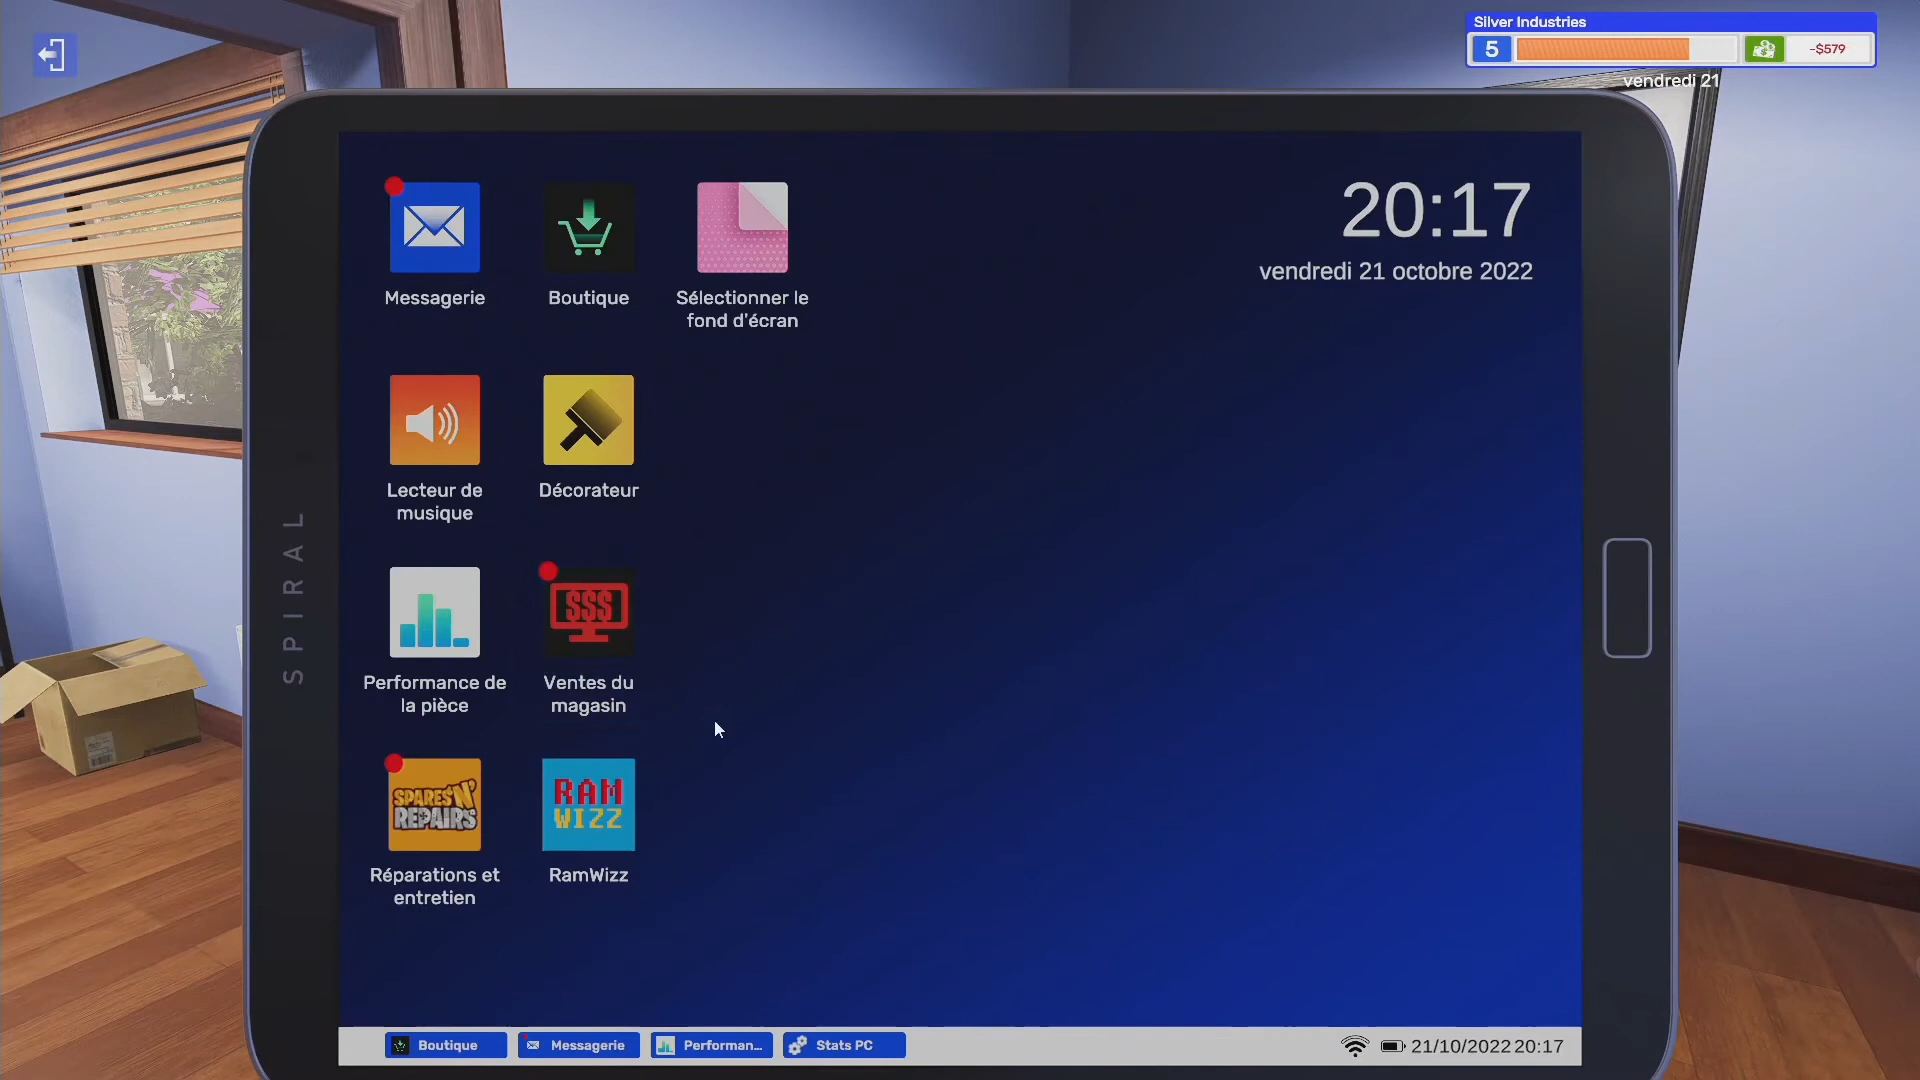 Silver Industries
5
-$579
vendredi 21
20:17
vendredi 21 octobre 2022
Messagerie
Boutique
Sélectionner le
fond d'écran
Lecteur de
musique
Décorateur
$$$
Performance de
la pièce
Ventes du
magasin
SPARES'N'
REPAIRS
RAM
WIZZ
Réparations et
entretien
RamWizz
SPIRAL
Boutique
Messagerie
Performan...
Stats PC
21/10/2022 20:17